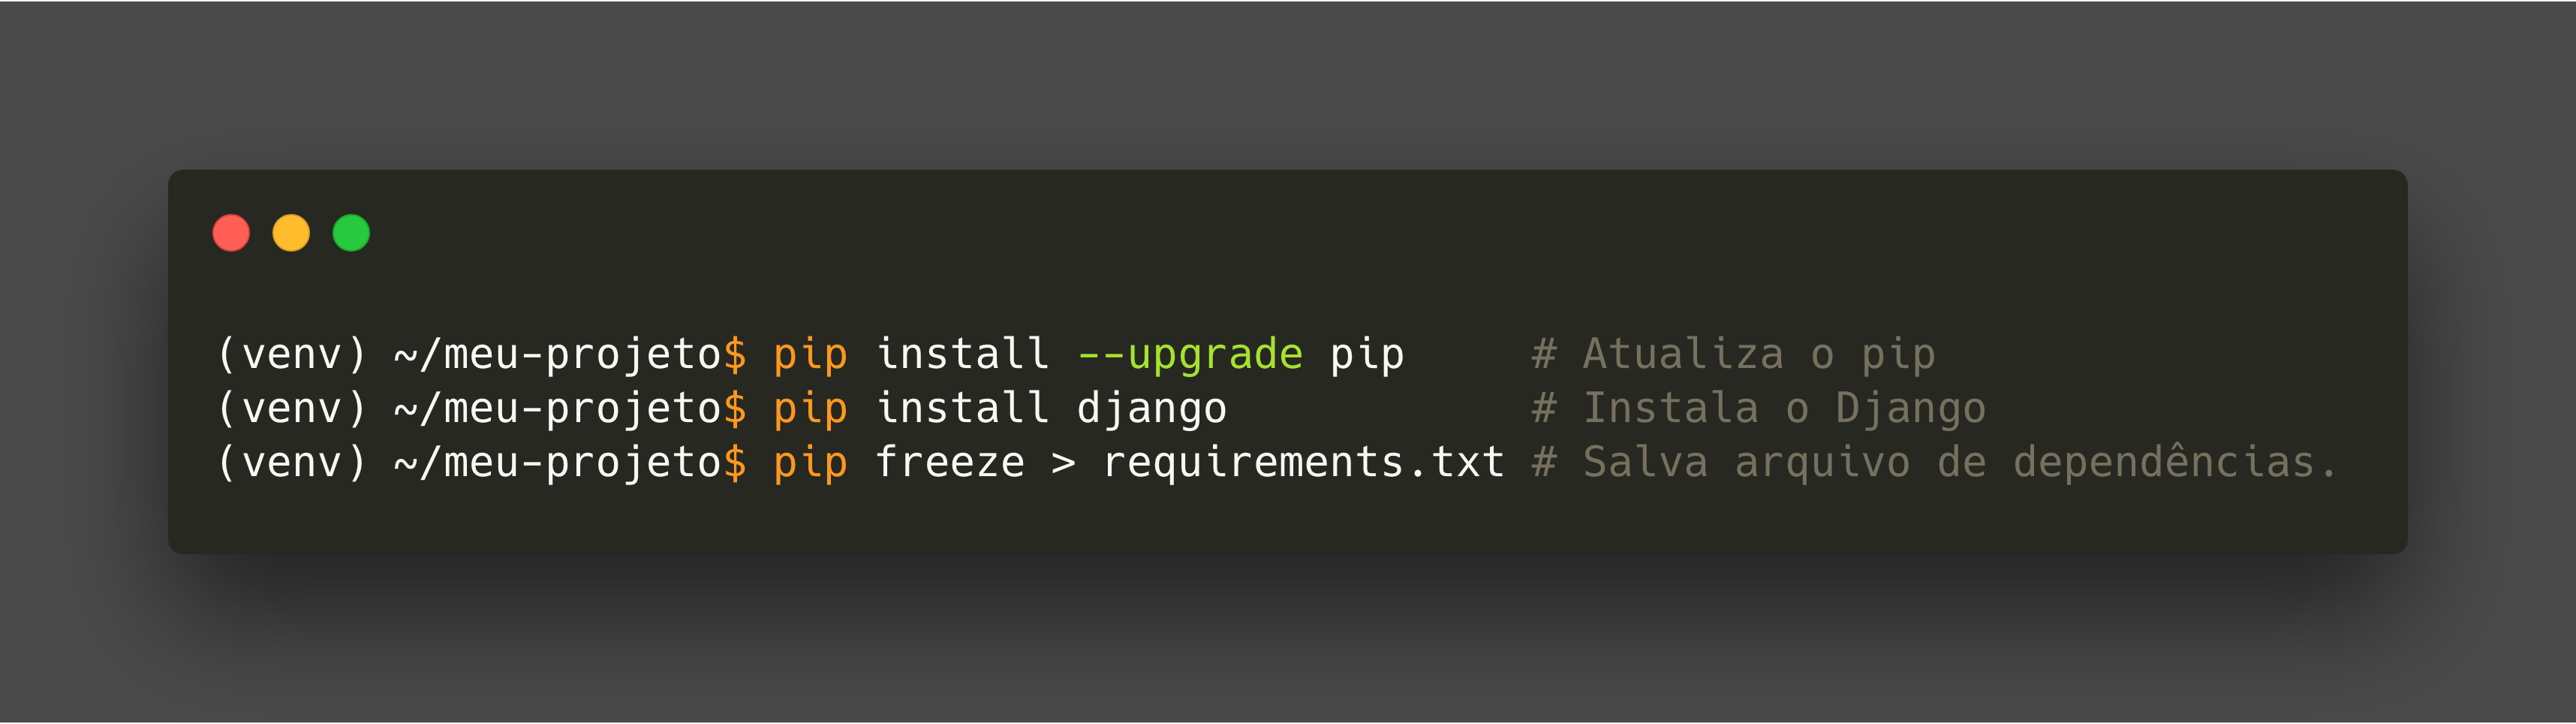 (venv) ~/meu-projeto$ pip install --upgrade pip     # Atualiza o pip
(venv) ~/meu-projeto$ pip install django            # Instala o Django
(venv) ~/meu-projeto$ pip freeze > requirements.txt # Salva arquivo de dependências.